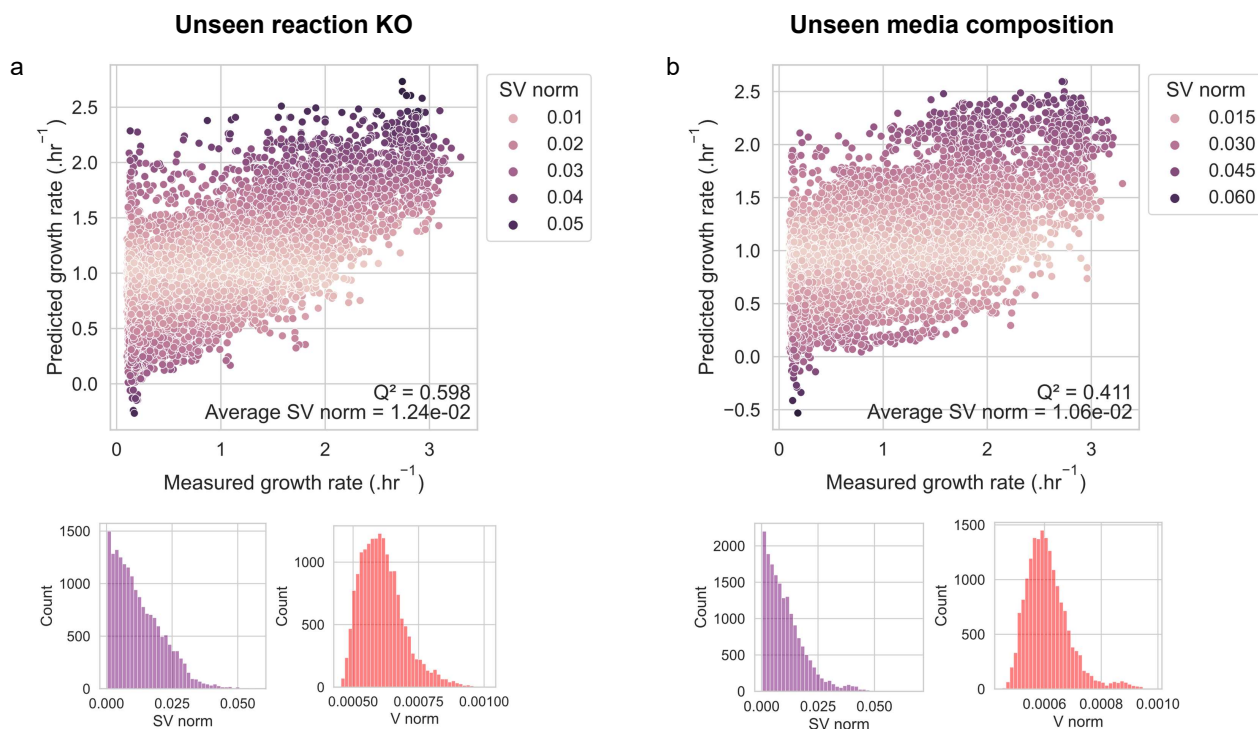 Unseen reaction KO
a
2.5
2.0
1.5
1.0
0.5
0.0
Predicted growth rate (.hr⁻¹)
Q² = 0.598
Average SV norm = 1.24e-02
0 1 2 3
Measured growth rate (.hr⁻¹)
SV norm
0.01
0.02
0.03
0.04
0.05
1500
1000
500
0
Count
0.000 0.025 0.050
SV norm
1000
500
0
Count
0.00050 0.00075 0.00100
V norm
Unseen media composition
b
2.5
2.0
1.5
1.0
0.5
0.0
−0.5
Predicted growth rate (.hr⁻¹)
Q² = 0.411
Average SV norm = 1.06e-02
0 1 2 3
Measured growth rate (.hr⁻¹)
SV norm
0.015
0.030
0.045
0.060
2000
1500
1000
500
0
Count
0.000 0.025 0.050
SV norm
1500
1000
500
0
Count
0.0006 0.0008 0.0010
V norm